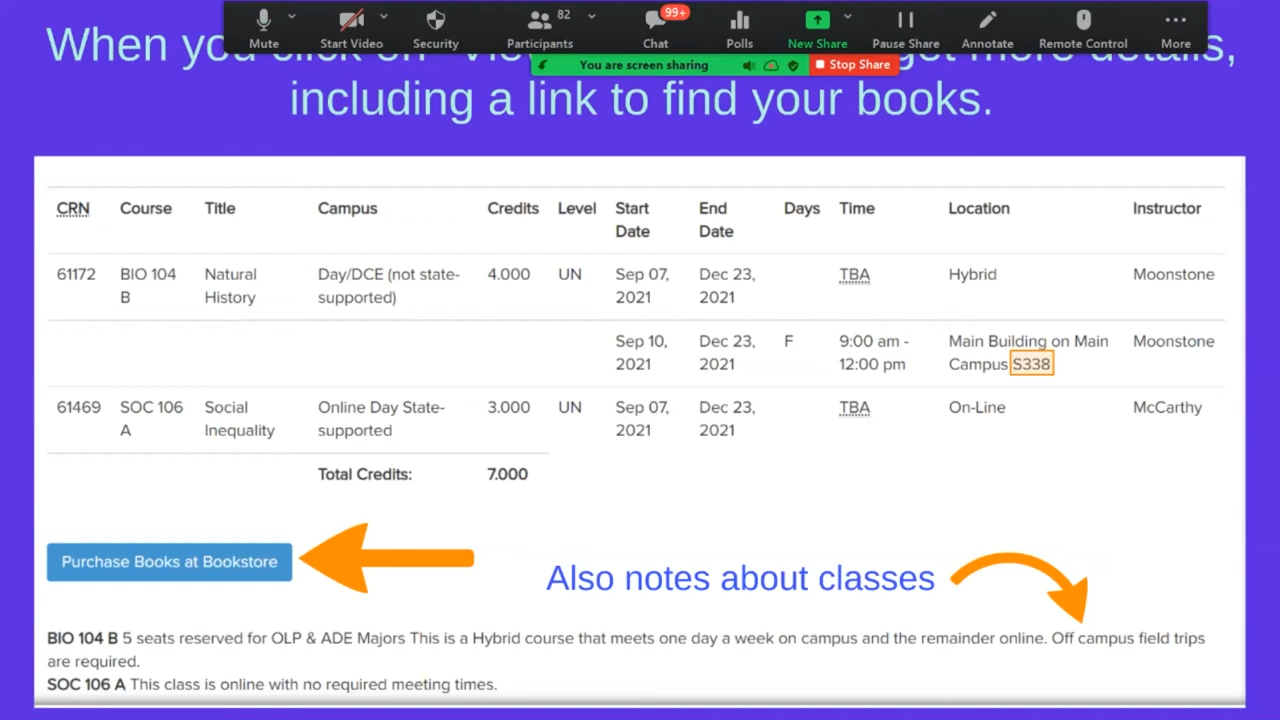 Mute
Start Video
Security
82
Participants
99+
Chat
Polls
New Share
Pause Share
Annotate
Remote Control
More
You are screen sharing
Stop Share
When you click on
get more details,
including a link to find your books.
CRN Course Title Campus Credits Level Start Date End Date Days Time Location Instructor
61172 BIO 104 B Natural History Day/DCE (not state-supported) 4.000 UN Sep 07, 2021 Dec 23, 2021 TBA Hybrid Moonstone
Sep 10, 2021 Dec 23, 2021 F 9:00 am - 12:00 pm Main Building on Main Campus S338 Moonstone
61469 SOC 106 A Social Inequality Online Day State-supported 3.000 UN Sep 07, 2021 Dec 23, 2021 TBA On-Line McCarthy
Total Credits: 7.000
Purchase Books at Bookstore
Also notes about classes
BIO 104 B 5 seats reserved for OLP & ADE Majors This is a Hybrid course that meets one day a week on campus and the remainder online. Off campus field trips
are required.
SOC 106 A This class is online with no required meeting times.